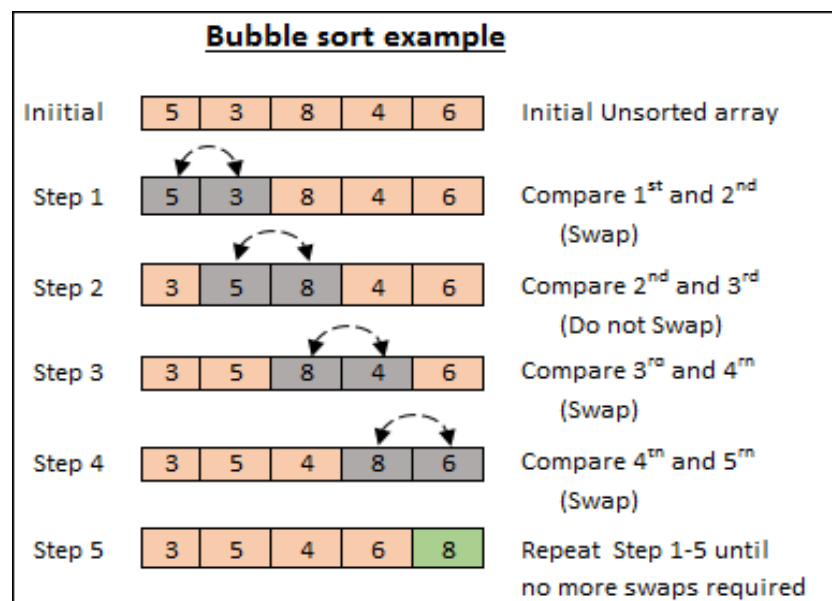 Bubble sort example
Iniitial 5 3 8 4 6 Initial Unsorted array
Step 1 5 3 8 4 6 Compare 1st and 2nd
(Swap)
Step 2 3 5 8 4 6 Compare 2nd and 3rd
(Do not Swap)
Step 3 3 5 8 4 6 Compare 3rd and 4rn
(Swap)
Step 4 3 5 4 8 6 Compare 4tn and 5rn
(Swap)
Step 5 3 5 4 6 8 Repeat Step 1-5 until
no more swaps required